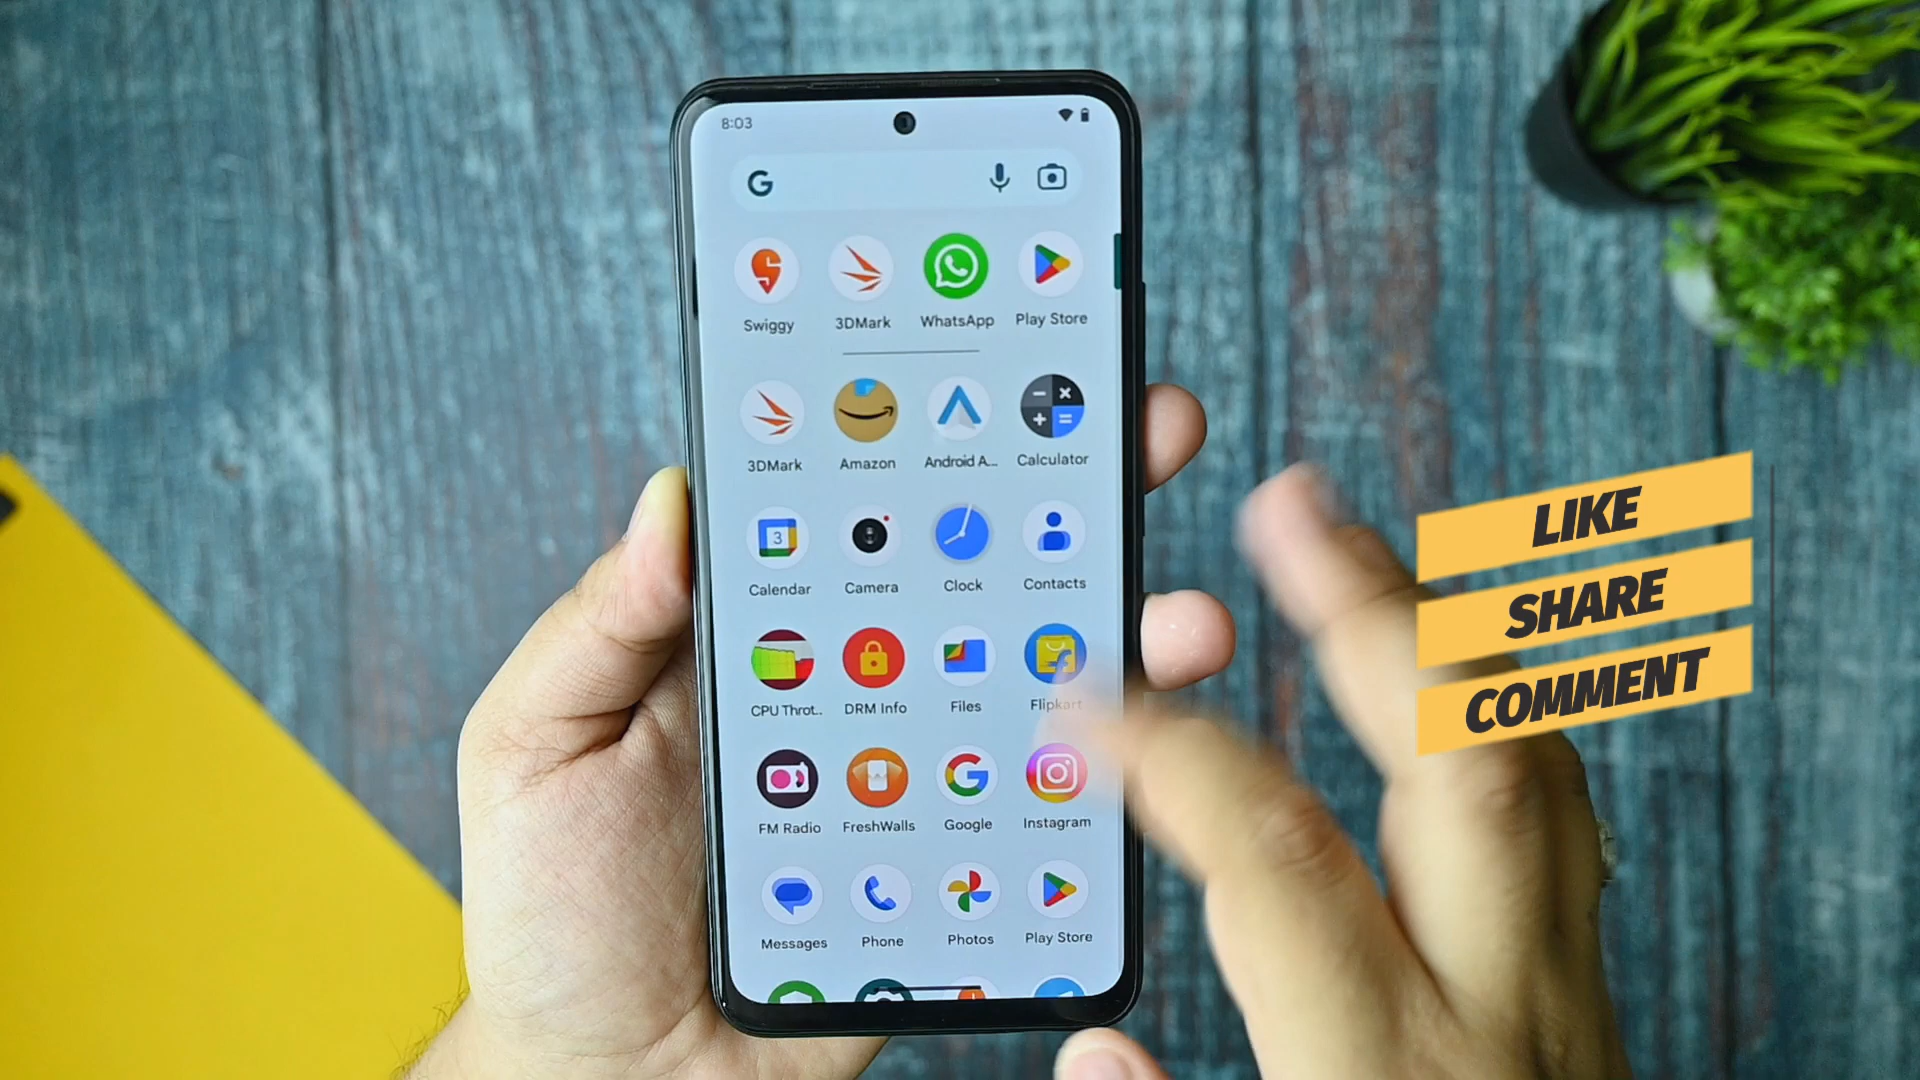 8:03
G
Swiggy 3DMark WhatsApp Play Store
3DMark Amazon Android A... Calculator
3
Calendar Camera Clock Contacts
CPU Throt.. DRM Info Files Flipkart
FM Radio FreshWalls Google Instagram
Messages Phone Photos Play Store
LIKE
SHARE
COMMENT